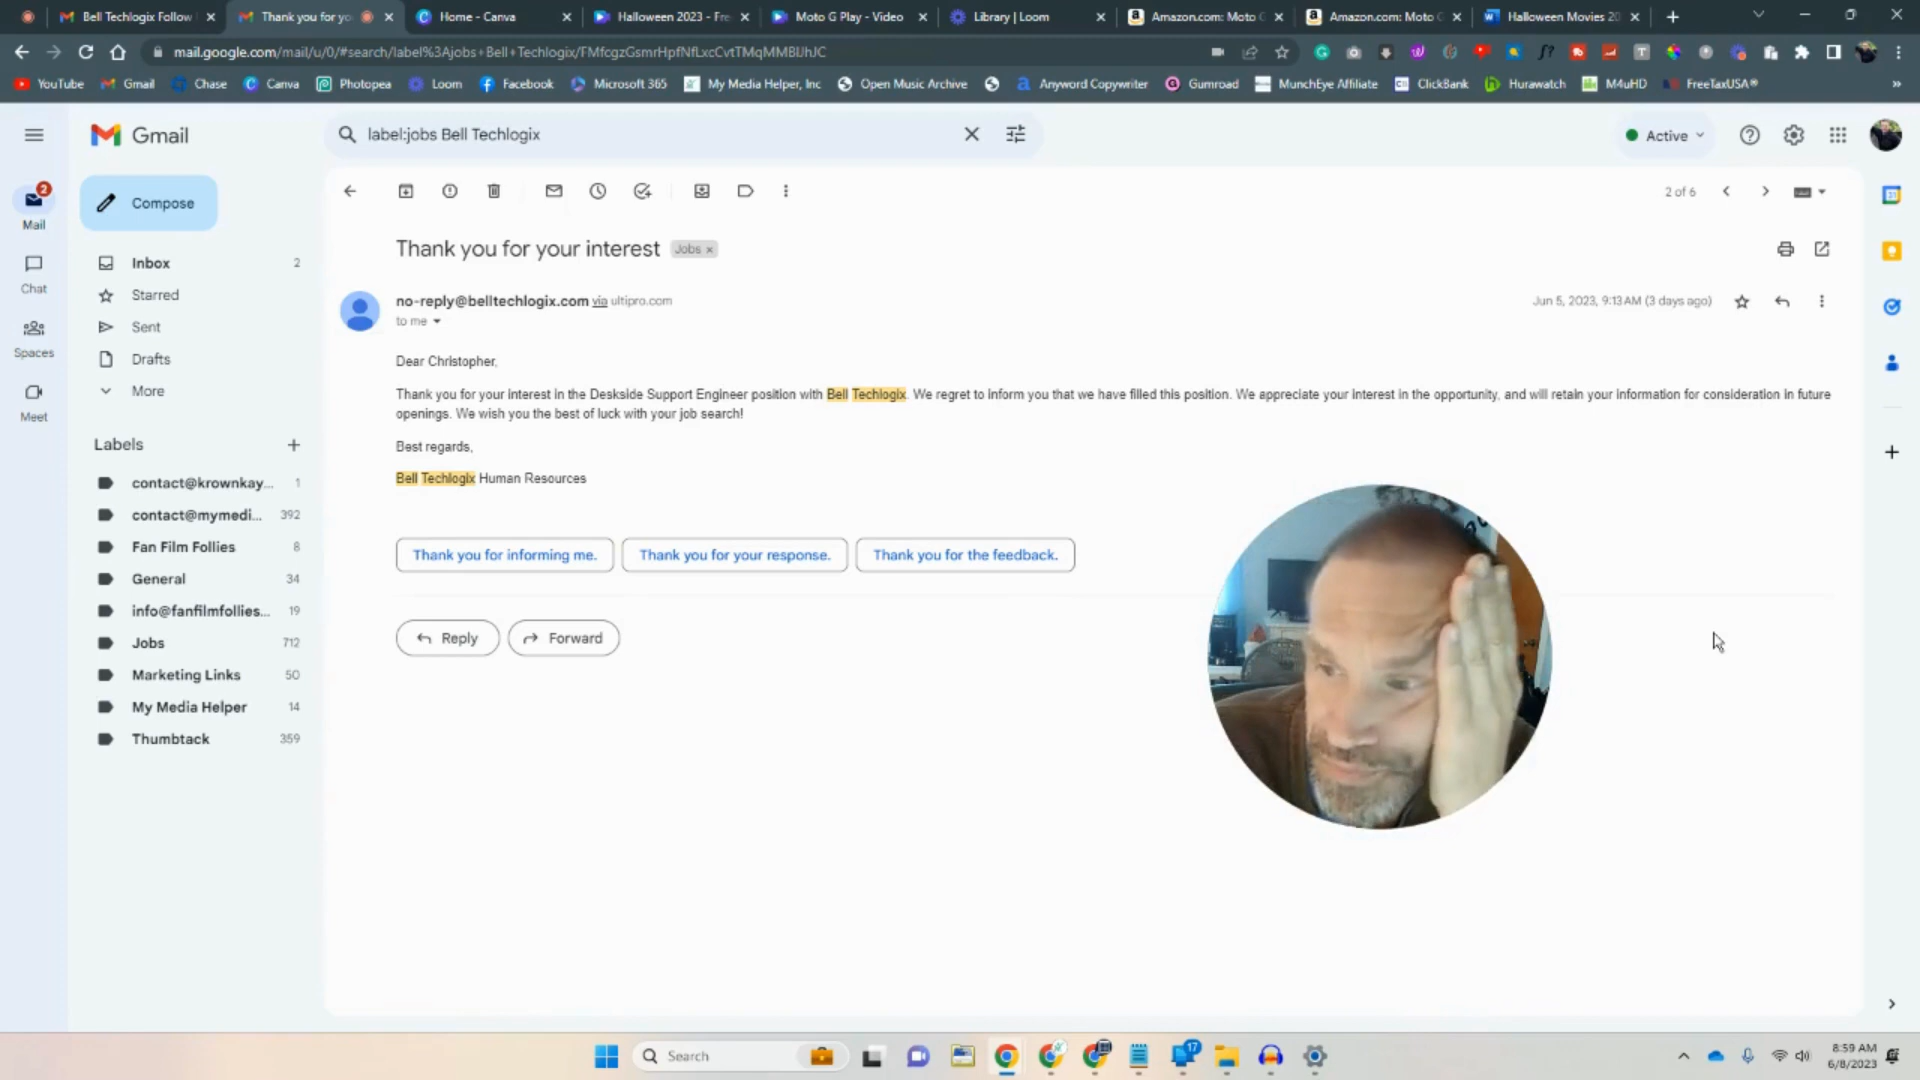 Bell Techlogix Follow
Thank you for yo
Home - Canva
Halloween 2023 - Fre
Moto G Play - Video
Library | Loom
Amazon.com: Moto G
Amazon.com: Moto G
Halloween Movies 20
mail.google.com/mail/u/0/#search/label%3Ajobs+Bell+Techlogix/FMfcgzGsmrHpfNfLxcCvtTMqMMBlJhJC
YouTube
Gmail
Chase
Canva
Photopea
Loom
Facebook
Microsoft 365
My Media Helper, Inc
Open Music Archive
Anyword Copywriter
Gumroad
MunchEye Affiliate
ClickBank
Hurawatch
M4uHD
FreeTaxUSA®
Gmail
label:jobs Bell Techlogix
Active
2
Mail
Chat
Spaces
Meet
Compose
Inbox 2
Starred
Sent
Drafts
More
Labels
contact@krownkay... 1
contact@mymedi... 392
Fan Film Follies 8
General 34
info@fanfilmfollies... 19
Jobs 712
Marketing Links 50
My Media Helper 14
Thumbtack 359
2 of 6
Thank you for your interest Jobs x
no-reply@belltechlogix.com via ultipro.com
Jun 5, 2023, 9:13 AM (3 days ago)
to me
Dear Christopher,
Thank you for your interest in the Deskside Support Engineer position with Bell Techlogix. We regret to inform you that we have filled this position. We appreciate your interest in the opportunity, and will retain your information for consideration in future
openings. We wish you the best of luck with your job search!
Best regards,
Bell Techlogix Human Resources
Thank you for informing me.
Thank you for your response.
Thank you for the feedback.
Reply
Forward
Search
17
8:59 AM
6/8/2023